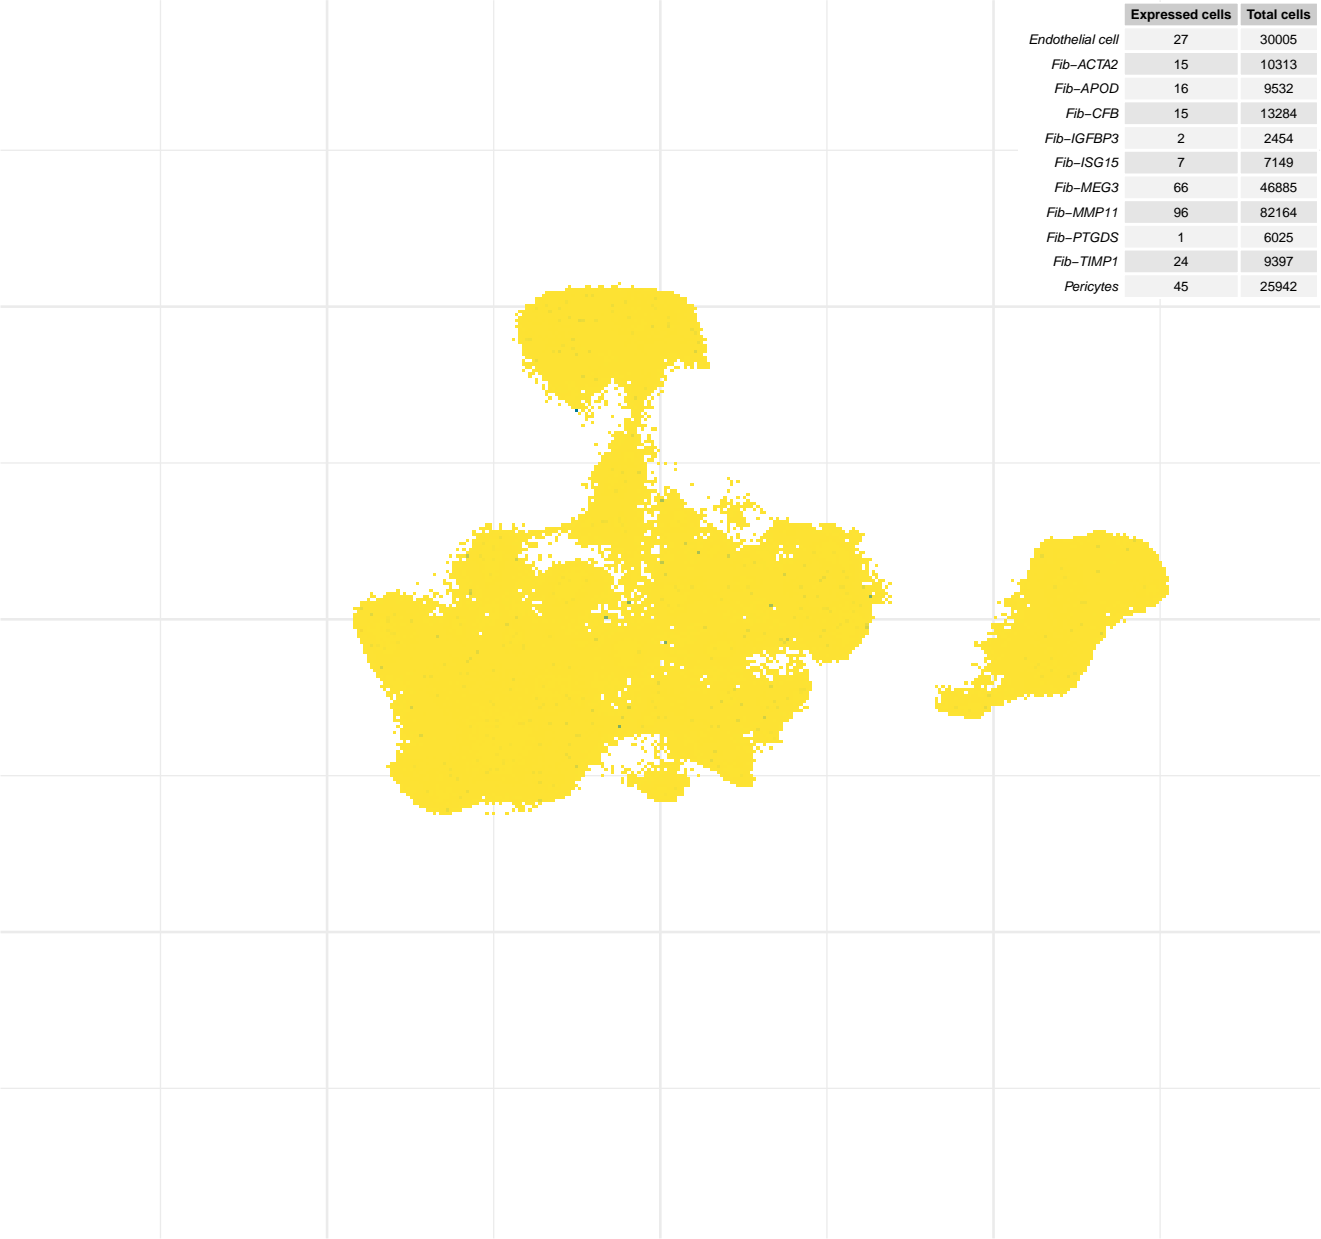 Expressed cells Total cells
Endothelial cell 27 30005
Fib−ACTA2 15 10313
Fib−APOD 16 9532
Fib−CFB 15 13284
Fib−IGFBP3 2 2454
Fib−ISG15 7 7149
Fib−MEG3 66 46885
Fib−MMP11 96 82164
Fib−PTGDS 1 6025
Fib−TIMP1 24 9397
Pericytes 45 25942